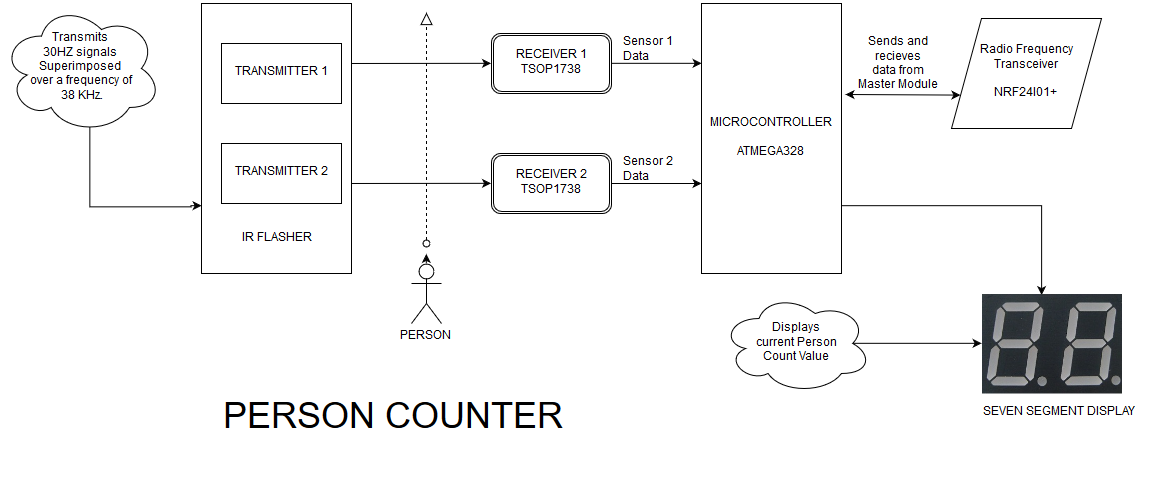 Transmits
30HZ signals
Superimposed
over a frequency of
38 KHz.
TRANSMITTER 1
TRANSMITTER 2
IR FLASHER
PERSON
RECEIVER 1
TSOP1738
RECEIVER 2
TSOP1738
Sensor 1
Data
Sensor 2
Data
MICROCONTROLLER
ATMEGA328
Sends and
recieves
data from
Master Module
Radio Frequency
Transceiver
NRF24l01+
Displays
current Person
Count Value
SEVEN SEGMENT DISPLAY
PERSON COUNTER